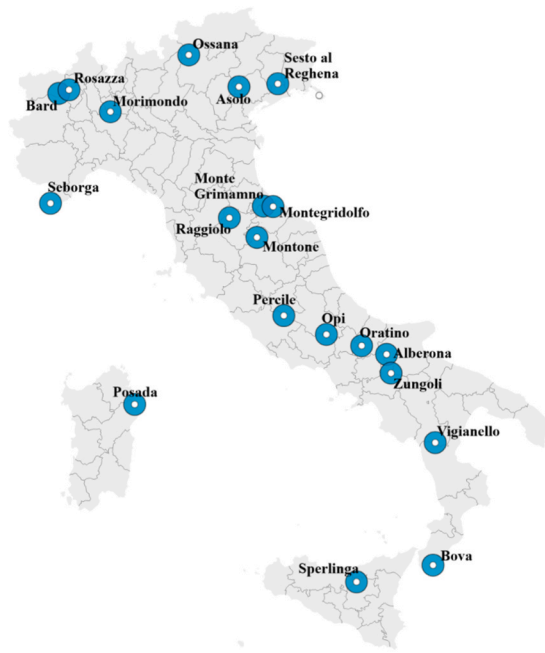 Ossana
Sesto al
Reghena
Rosazza
Bard
Morimondo
Asolo
Seborga
Monte
Grimamno
Montegridolfo
Raggiolo
Montone
Percile
Opi
Oratino
Alberona
Zungoli
Posada
Vigianello
Bova
Sperlinga